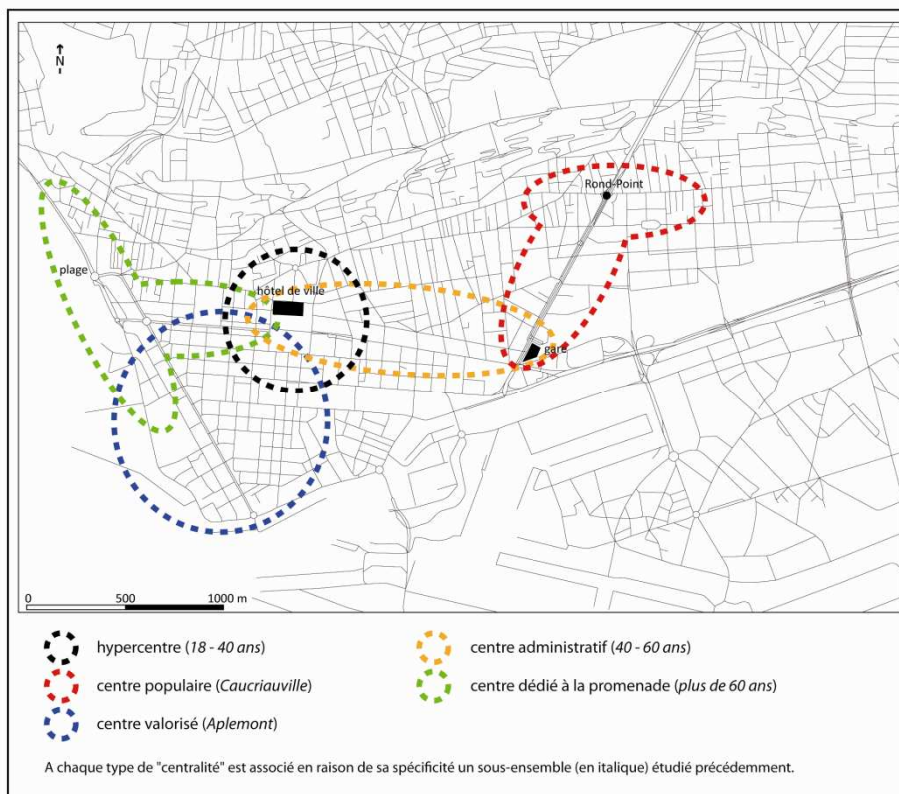 N
Rond-Point
plage
hôtel de ville
gare
0 500 1000 m
hypercentre (18 - 40 ans)
centre administratif (40 - 60 ans)
centre populaire (Caucriauville)
centre dédié à la promenade (plus de 60 ans)
centre valorisé (Aplemont)
A chaque type de "centralité" est associé en raison de sa spécificité un sous-ensemble (en italique) étudié précédemment.